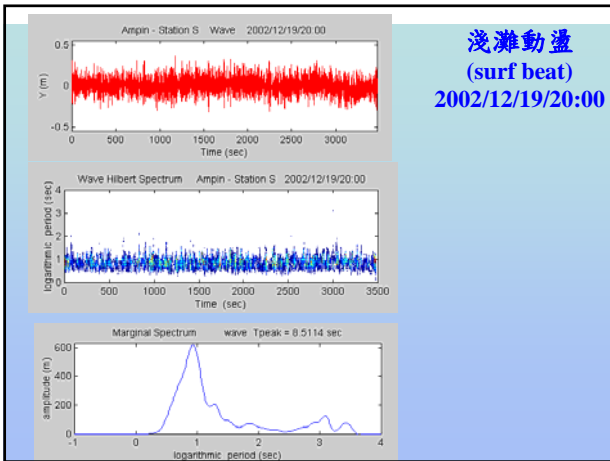 淺灘動盪
(surf beat)
2002/12/19/20:00
Ampin - Station S Wave 2002/12/19/20:00
0.5
0
-0.5
Y (m)
0 500 1000 1500 2000 2500 3000
Time (sec)
Wave Hilbert Spectrum Ampin - Station S 2002/12/19/20:00
4
3
2
1
0
logarithmic period (sec)
0 500 1000 1500 2000 2500 3000 3500
Time (sec)
Marginal Spectrum wave Tpeak = 8.5114 sec
600
400
200
0
amplitude (m)
-1 0 1 2 3 4
logarithmic period (sec)